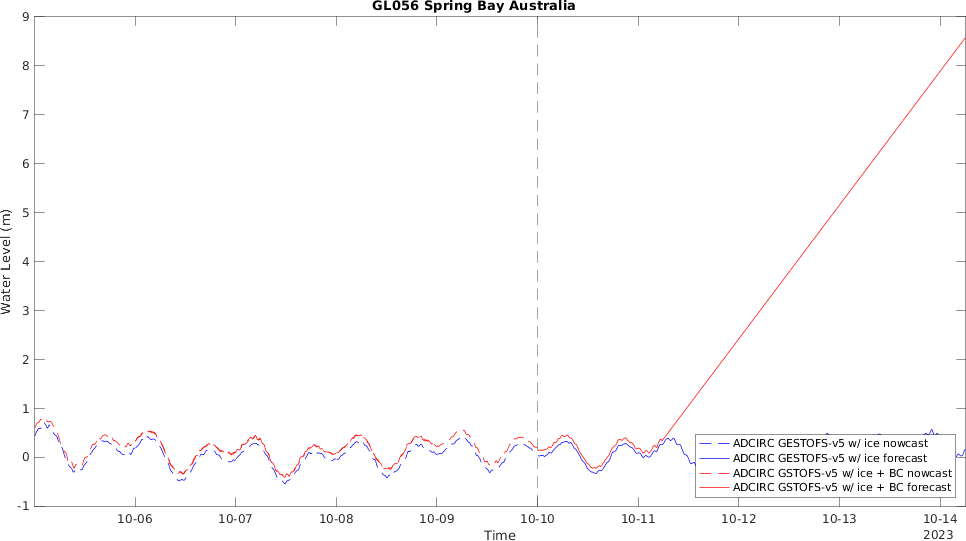 GL056 Spring Bay Australia
9
8
7
6
5
4
3
2
1
0
-1
Water Level (m)
ADCIRC GESTOFS-v5 w/ ice nowcast
ADCIRC GESTOFS-v5 w/ ice forecast
ADCIRC GSTOFS-v5 w/ ice + BC nowcast
ADCIRC GSTOFS-v5 w/ ice + BC forecast
10-06 10-07 10-08 10-09 10-10 10-11 10-12 10-13 10-14
2023
Time